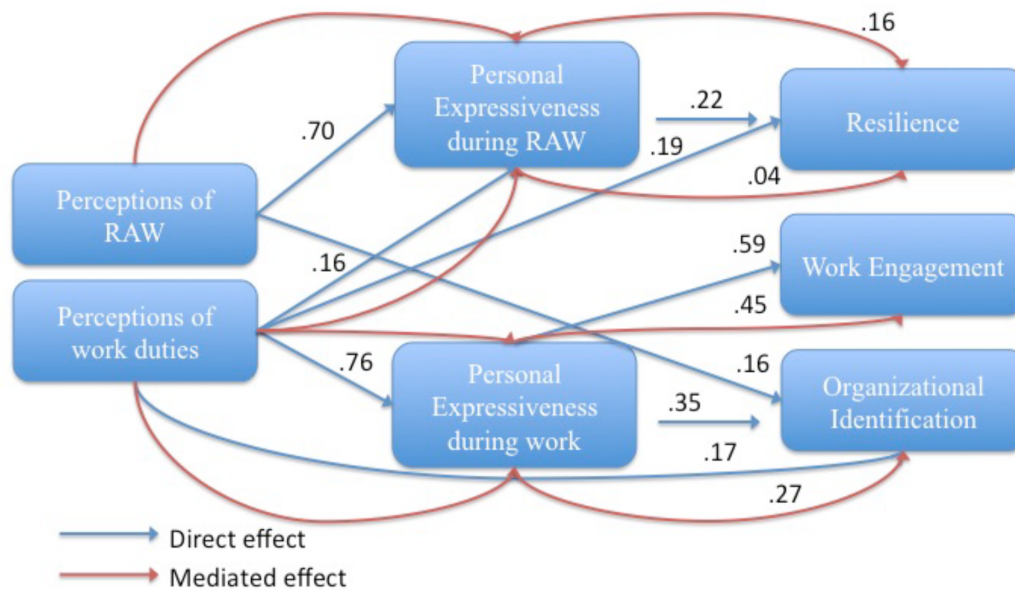 .16
Personal
Expressiveness
during RAW
.22
Resilience
.70
.19
.04
Perceptions of
RAW
.59
Work Engagement
.16
.45
Perceptions of
work duties
.76
.16
Personal
Expressiveness
during work
.35
Organizational
Identification
.17
.27
Direct effect
Mediated effect